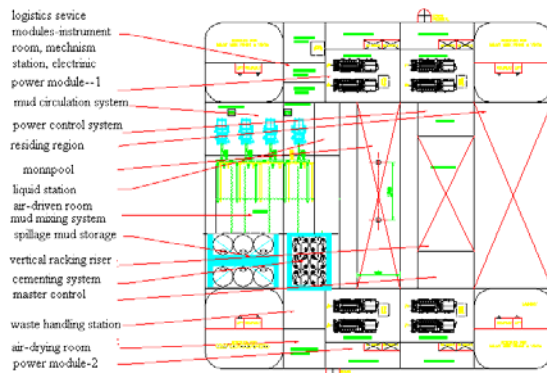 logistics sevice
modules-instrument
room, mechnism
station, electrinic
power module--1
mud circulation system
power control system
residing region
monnpool
liquid station
air-driven room
mud mixing system
spillage mud storage
vertical racking riser
cementing system
master control
waste handling station
air-drying room
power module-2